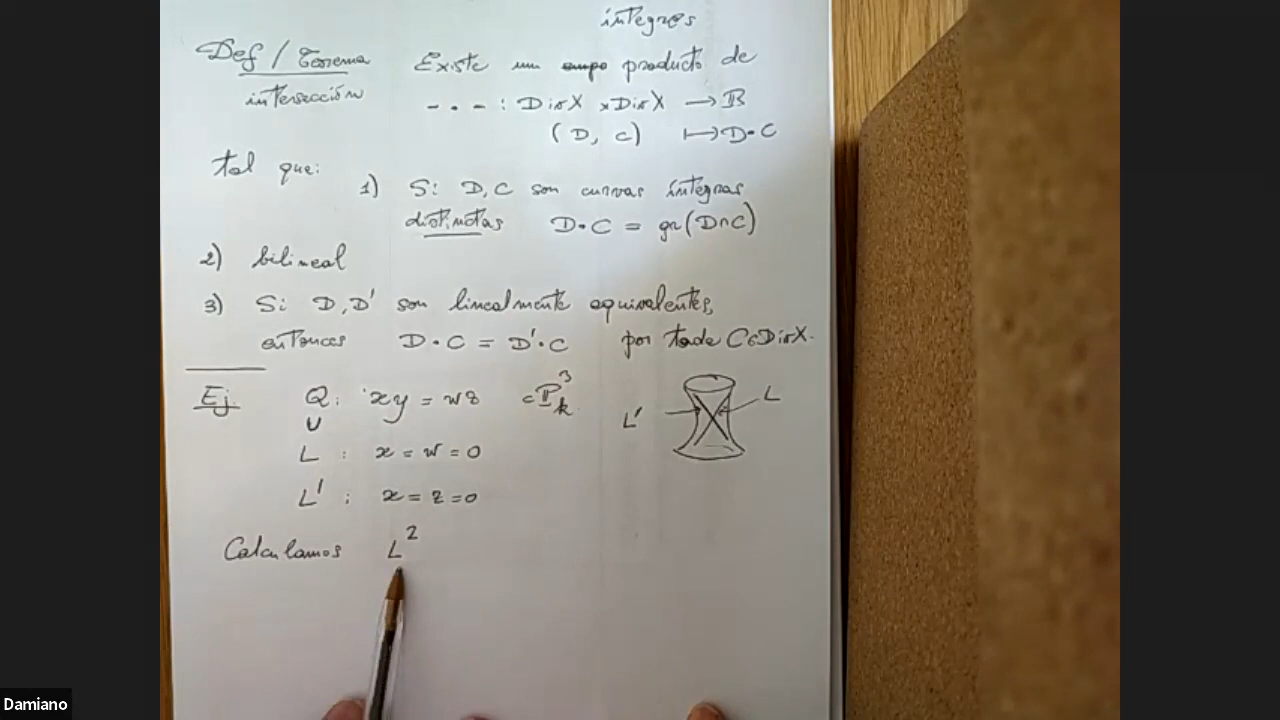 íntegras
Def / Teorema Existe un producto de
intersección
- . - : Div X x Div X → 
(D, C) ↦ D·C
tal que:
1) Si D, C son curvas íntegras
distintas D·C = gr(D∩C)
2) bilineal
3) Si D, D' son linealmente equivalentes,
entonces D·C = D'·C por toda C∈Div X.
Ej Q: xy = wz ⊂ ℙ³ₖ
∪
L : x = w = 0
L' : x = z = 0
L' L
Calculamos L²
Damiano